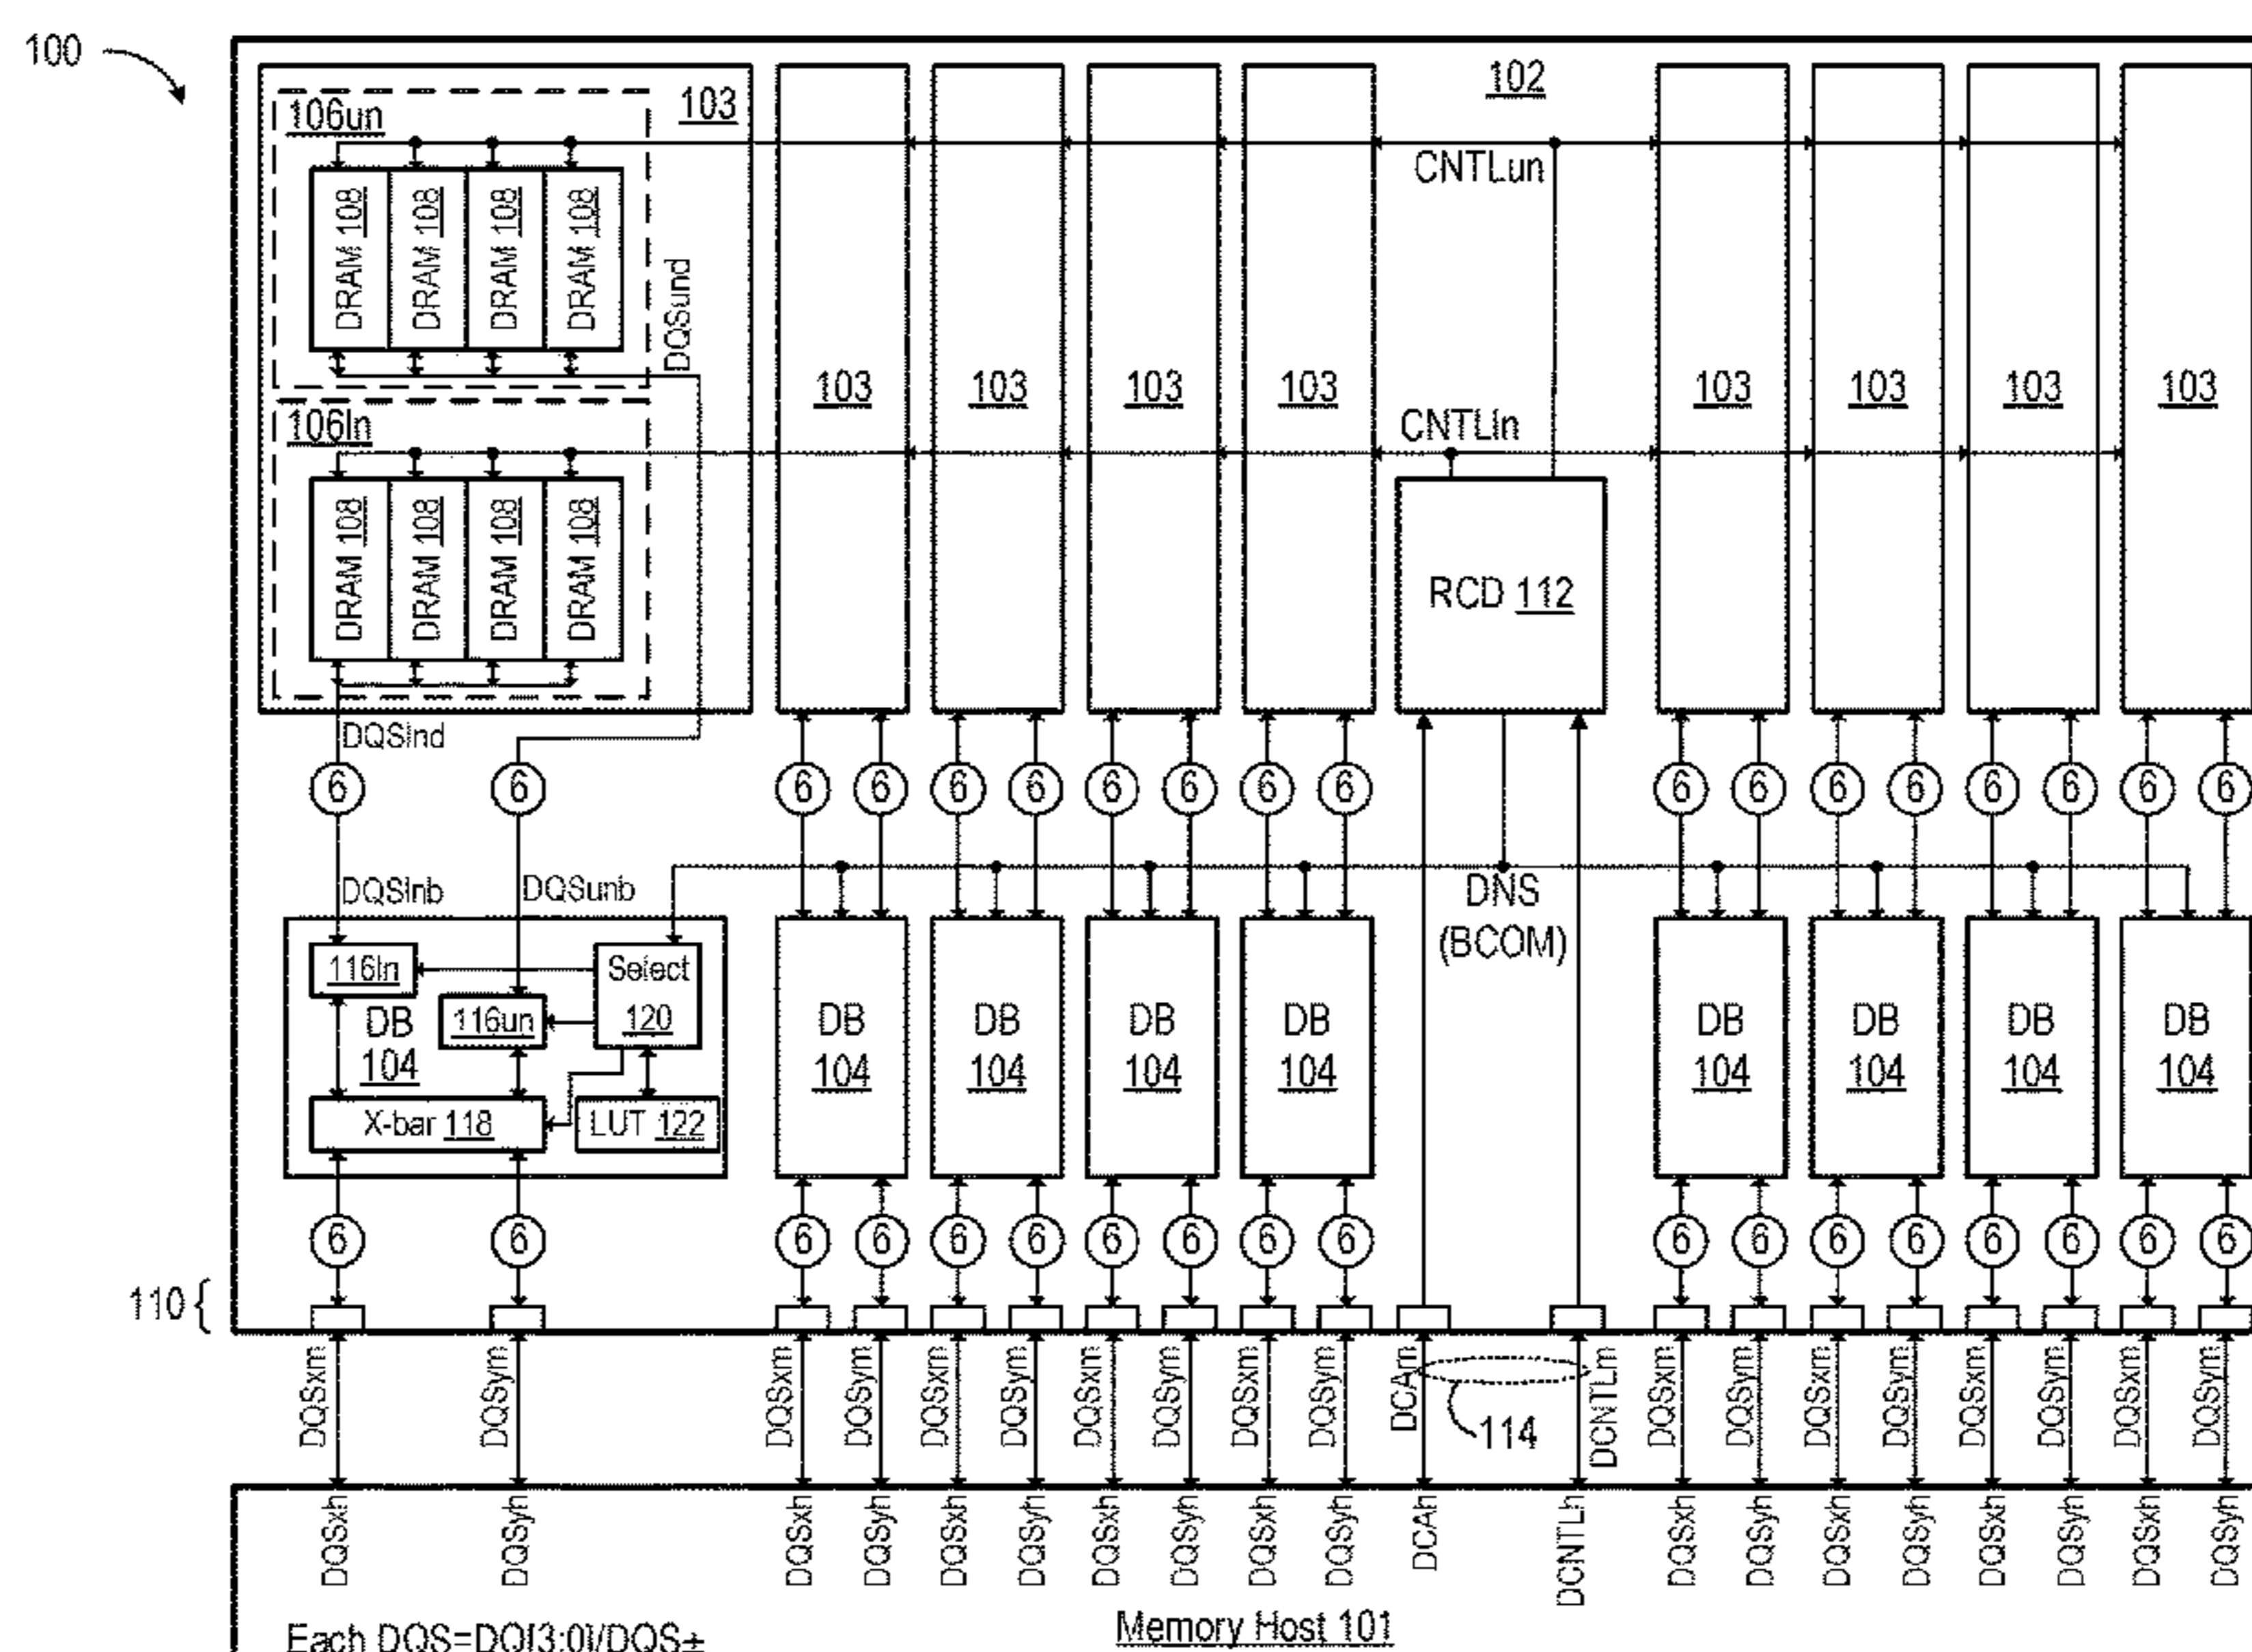 100
102
103
106un
CNTLun
DRAM 108 DRAM 108 DRAM 108 DRAM 108
DQSund
103 103 103 103 103 103 103 103
106ln
CNTLln
DRAM 108 DRAM 108 DRAM 108 DRAM 108
RCD 112
DQSlnd
6 6 6 6 6 6 6 6 6 6 6 6 6 6 6 6 6 6
DQSlnb DQSunb
DNS
(BCOM)
116ln Select
116un 120
DB
104
X-bar 118 LUT 122
DB DB DB DB DB DB DB DB
104 104 104 104 104 104 104 104
6 6 6 6 6 6 6 6 6 6 6 6 6 6 6 6 6 6
110
DQSxm DQSym DQSxm DQSym DQSxm DQSym DQSxm DQSym DQSxm DQSym DCAm DCNTLm DQSxm DQSym DQSxm DQSym DQSxm DQSym DQSxm DQSym
114
DQSxh DQSyh DQSxh DQSyh DQSxh DQSyh DQSxh DQSyh DQSxh DQSyh DCAh DCNTLh DQSxh DQSyh DQSxh DQSyh DQSxh DQSyh DQSxh DQSyh
Memory Host 101
Each DQS=DQ[3:0]/DQS±